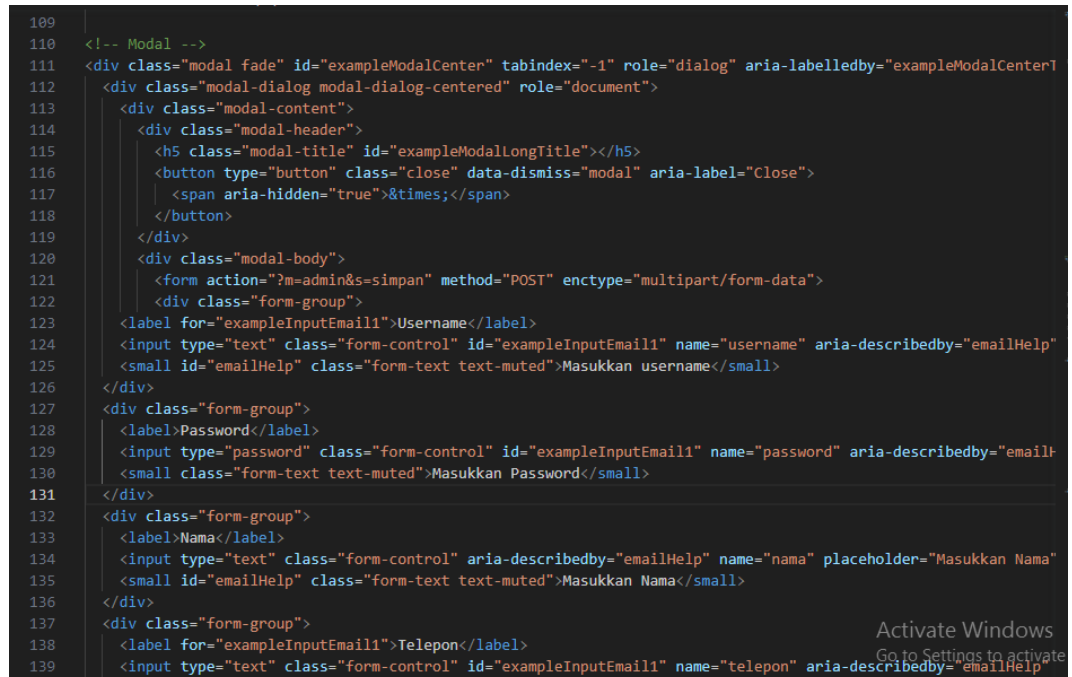 109
110 <!-- Modal -->
111 <div class="modal fade" id="exampleModalCenter" tabindex="-1" role="dialog" aria-labelledby="exampleModalCenterT
112 <div class="modal-dialog modal-dialog-centered" role="document">
113 <div class="modal-content">
114 <div class="modal-header">
115 <h5 class="modal-title" id="exampleModalLongTitle"></h5>
116 <button type="button" class="close" data-dismiss="modal" aria-label="Close">
117 <span aria-hidden="true">&times;</span>
118 </button>
119 </div>
120 <div class="modal-body">
121 <form action="?m=admin&s=simpan" method="POST" enctype="multipart/form-data">
122 <div class="form-group">
123 <label for="exampleInputEmail1">Username</label>
124 <input type="text" class="form-control" id="exampleInputEmail1" name="username" aria-describedby="emailHelp"
125 <small id="emailHelp" class="form-text text-muted">Masukkan username</small>
126 </div>
127 <div class="form-group">
128 <label>Password</label>
129 <input type="password" class="form-control" id="exampleInputEmail1" name="password" aria-describedby="emailH
130 <small class="form-text text-muted">Masukkan Password</small>
131 </div>
132 <div class="form-group">
133 <label>Nama</label>
134 <input type="text" class="form-control" aria-describedby="emailHelp" name="nama" placeholder="Masukkan Nama"
135 <small id="emailHelp" class="form-text text-muted">Masukkan Nama</small>
136 </div>
137 <div class="form-group">
138 <label for="exampleInputEmail1">Telepon</label>
139 <input type="text" class="form-control" id="exampleInputEmail1" name="telepon" aria-describedby="emailHelp"
Activate Windows
Go to Settings to activate